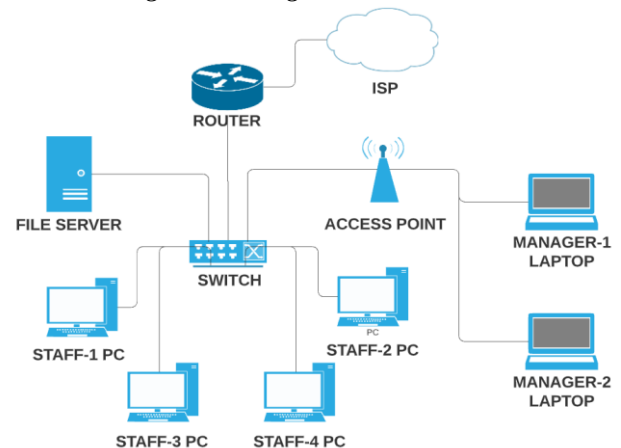 ISP
ROUTER
FILE SERVER
ACCESS POINT
MANAGER-1
LAPTOP
SWITCH
PC
STAFF-1 PC
STAFF-2 PC
MANAGER-2
LAPTOP
STAFF-3 PC
STAFF-4 PC